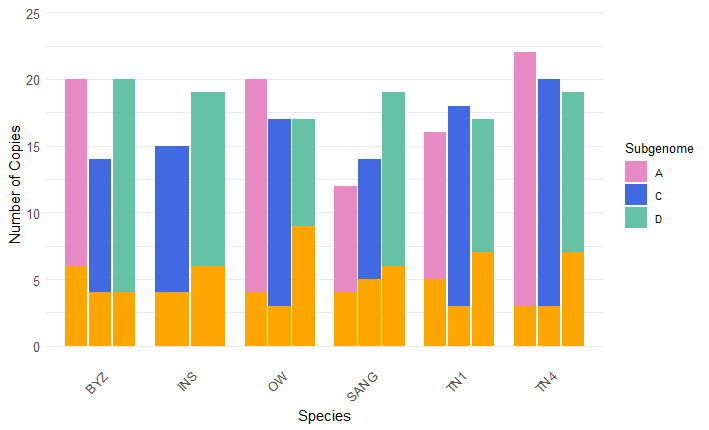 25
20
15
10
5
0
Number of Copies
BYZ
INS
OW
SANG
TN1
TN4
Species
Subgenome
A
C
D